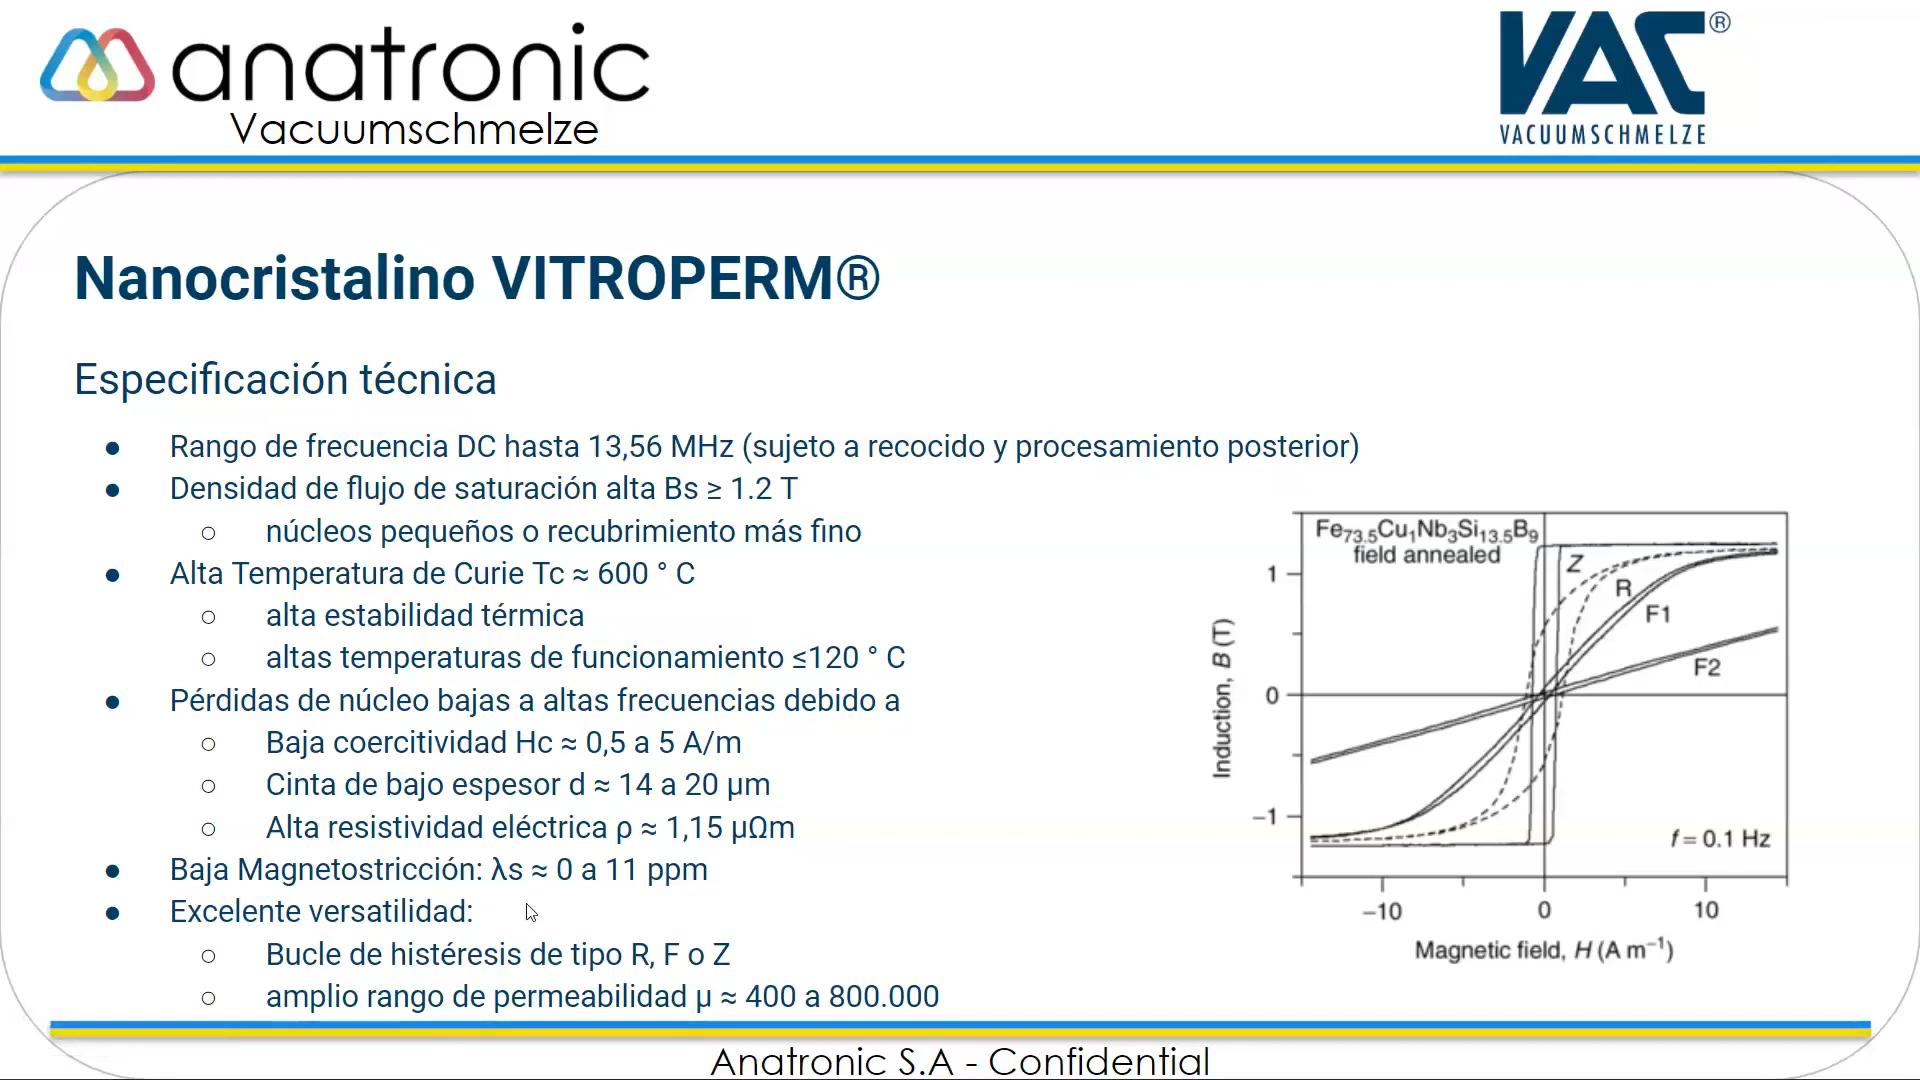 anatronic
Vacuumschmelze
VAC®
VACUUMSCHMELZE
Nanocristalino VITROPERM®
Especificación técnica
● Rango de frecuencia DC hasta 13,56 MHz (sujeto a recocido y procesamiento posterior)
● Densidad de flujo de saturación alta Bs ≥ 1.2 T
○ núcleos pequeños o recubrimiento más fino
● Alta Temperatura de Curie Tc ≈ 600 ° C
○ alta estabilidad térmica
○ altas temperaturas de funcionamiento ≤120 ° C
● Pérdidas de núcleo bajas a altas frecuencias debido a
○ Baja coercitividad Hc ≈ 0,5 a 5 A/m
○ Cinta de bajo espesor d ≈ 14 a 20 μm
○ Alta resistividad eléctrica ρ ≈ 1,15 μΩm
● Baja Magnetostricción: λs ≈ 0 a 11 ppm
● Excelente versatilidad:
○ Bucle de histéresis de tipo R, F o Z
○ amplio rango de permeabilidad μ ≈ 400 a 800.000
Fe73.5Cu1Nb3Si13.5B9
field annealed
Z
R
F1
F2
1
0
−1
Induction, B (T)
f = 0.1 Hz
−10 0 10
Magnetic field, H (A m⁻¹)
Anatronic S.A - Confidential